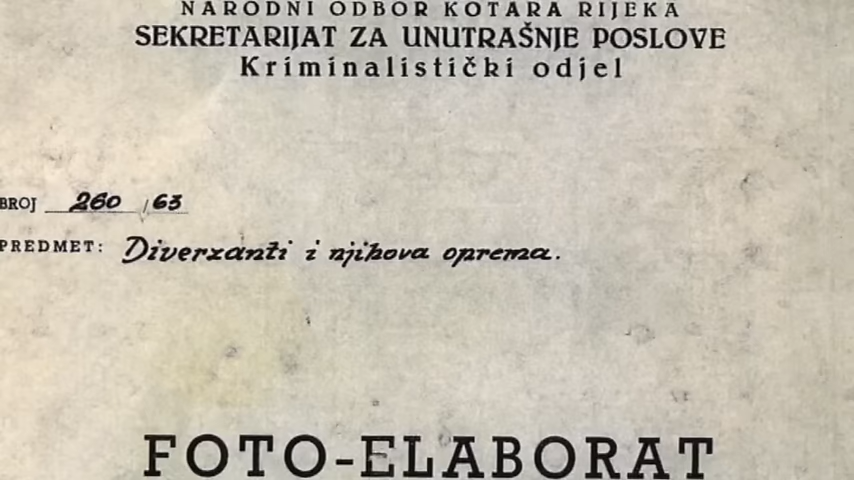 NARODNI ODBOR KOTARA RIJEKA
SEKRETARIJAT ZA UNUTRAŠNJE POSLOVE
Kriminalistički odjel
BROJ 260 / 63
PREDMET: Diverzanti i njihova oprema.
FOTO-ELABORAT